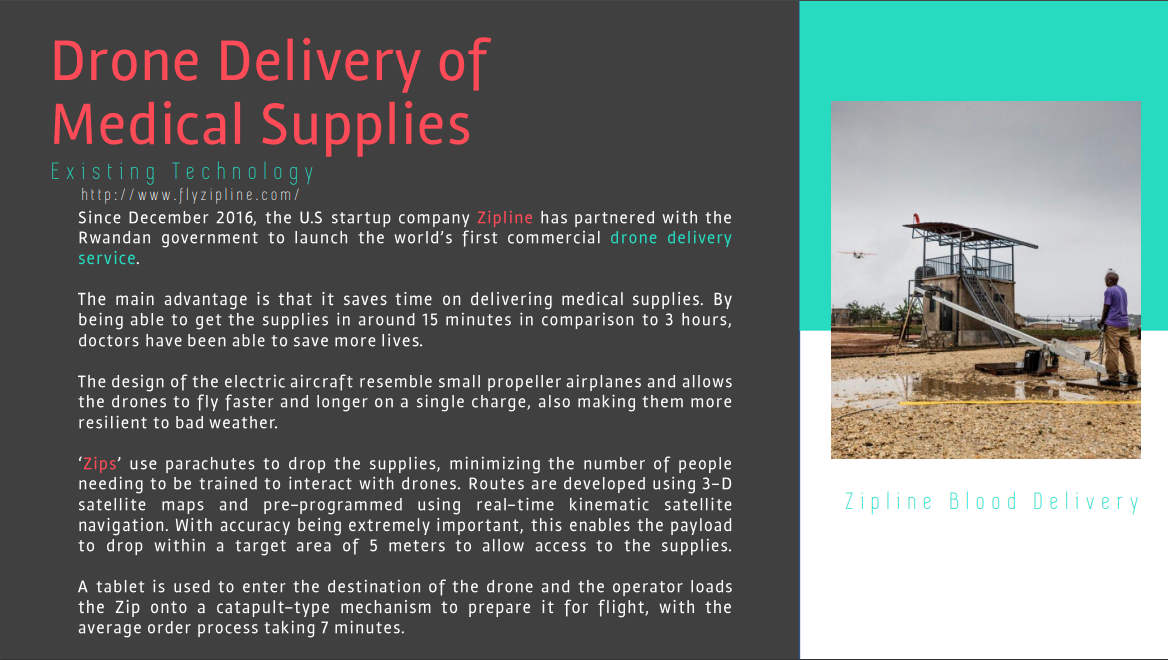 Drone Delivery of
Medical Supplies
Existing Technology
http://www.flyzipline.com/
Since December 2016, the U.S startup company Zipline has partnered with the
Rwandan government to launch the world’s first commercial drone delivery
service.
The main advantage is that it saves time on delivering medical supplies. By
being able to get the supplies in around 15 minutes in comparison to 3 hours,
doctors have been able to save more lives.
The design of the electric aircraft resemble small propeller airplanes and allows
the drones to fly faster and longer on a single charge, also making them more
resilient to bad weather.
‘Zips’ use parachutes to drop the supplies, minimizing the number of people
needing to be trained to interact with drones. Routes are developed using 3–D
satellite maps and pre–programmed using real–time kinematic satellite
navigation. With accuracy being extremely important, this enables the payload
to drop within a target area of 5 meters to allow access to the supplies.
A tablet is used to enter the destination of the drone and the operator loads
the Zip onto a catapult–type mechanism to prepare it for flight, with the
average order process taking 7 minutes.
Zipline Blood Delivery